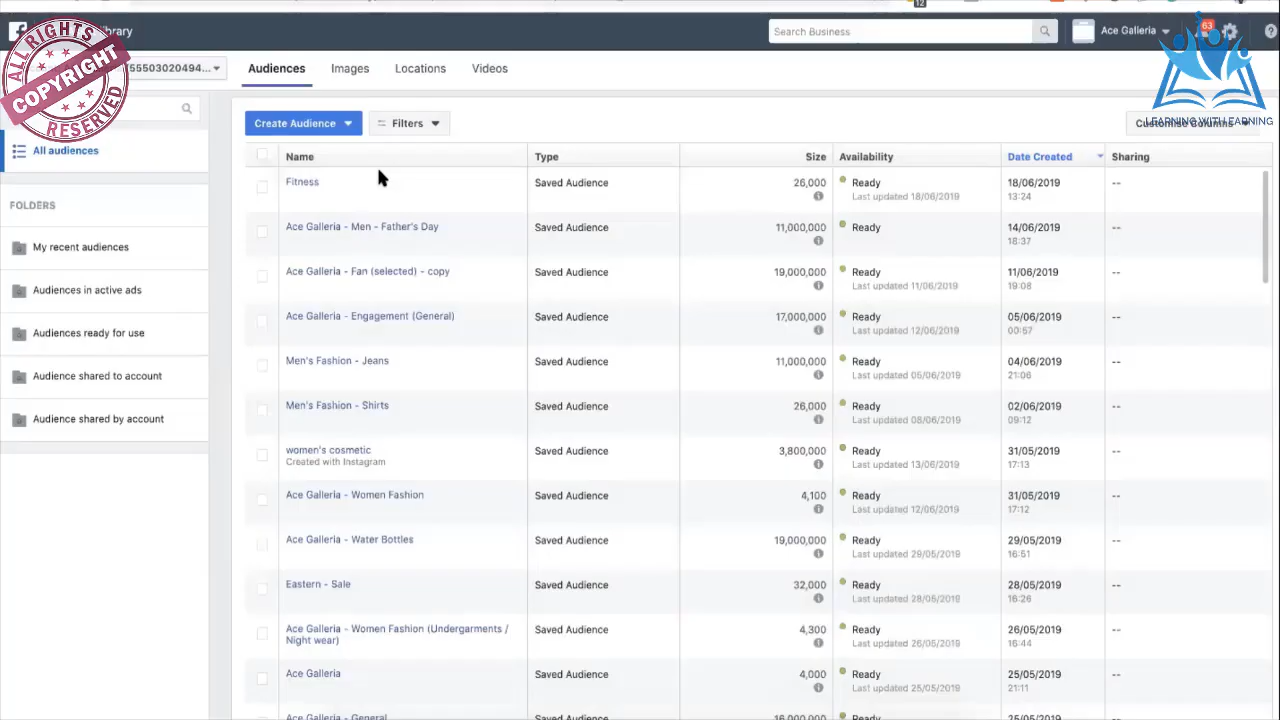 12
ALL RIGHTS
COPYRIGHT
RESERVED
Search Business
Ace Galleria
63
55503020494...
Audiences
Images
Locations
Videos
LEARNING WITH LEARNING
Create Audience
Filters
Customise Columns
All audiences
FOLDERS
My recent audiences
Audiences in active ads
Audiences ready for use
Audience shared to account
Audience shared by account
Name Type Size Availability Date Created Sharing
Fitness Saved Audience 26,000 Ready 18/06/2019 --
Last updated 18/06/2019 13:24
Ace Galleria - Men - Father's Day Saved Audience 11,000,000 Ready 14/06/2019 --
18:37
Ace Galleria - Fan (selected) - copy Saved Audience 19,000,000 Ready 11/06/2019 --
Last updated 11/06/2019 19:08
Ace Galleria - Engagement (General) Saved Audience 17,000,000 Ready 05/06/2019 --
Last updated 12/06/2019 00:57
Men's Fashion - Jeans Saved Audience 11,000,000 Ready 04/06/2019 --
Last updated 05/06/2019 21:06
Men's Fashion - Shirts Saved Audience 26,000 Ready 02/06/2019 --
Last updated 08/06/2019 09:12
women's cosmetic Saved Audience 3,800,000 Ready 31/05/2019 --
Created with Instagram Last updated 13/06/2019 17:13
Ace Galleria - Women Fashion Saved Audience 4,100 Ready 31/05/2019 --
Last updated 12/06/2019 17:12
Ace Galleria - Water Bottles Saved Audience 19,000,000 Ready 29/05/2019 --
Last updated 29/05/2019 16:51
Eastern - Sale Saved Audience 32,000 Ready 28/05/2019 --
Last updated 28/05/2019 16:26
Ace Galleria - Women Fashion (Undergarments / Saved Audience 4,300 Ready 26/05/2019 --
Night wear) Last updated 26/05/2019 16:44
Ace Galleria Saved Audience 4,000 Ready 25/05/2019 --
Last updated 25/05/2019 21:11
Ace Galleria - General Saved Audience 16,000,000 Ready 25/05/2019 --